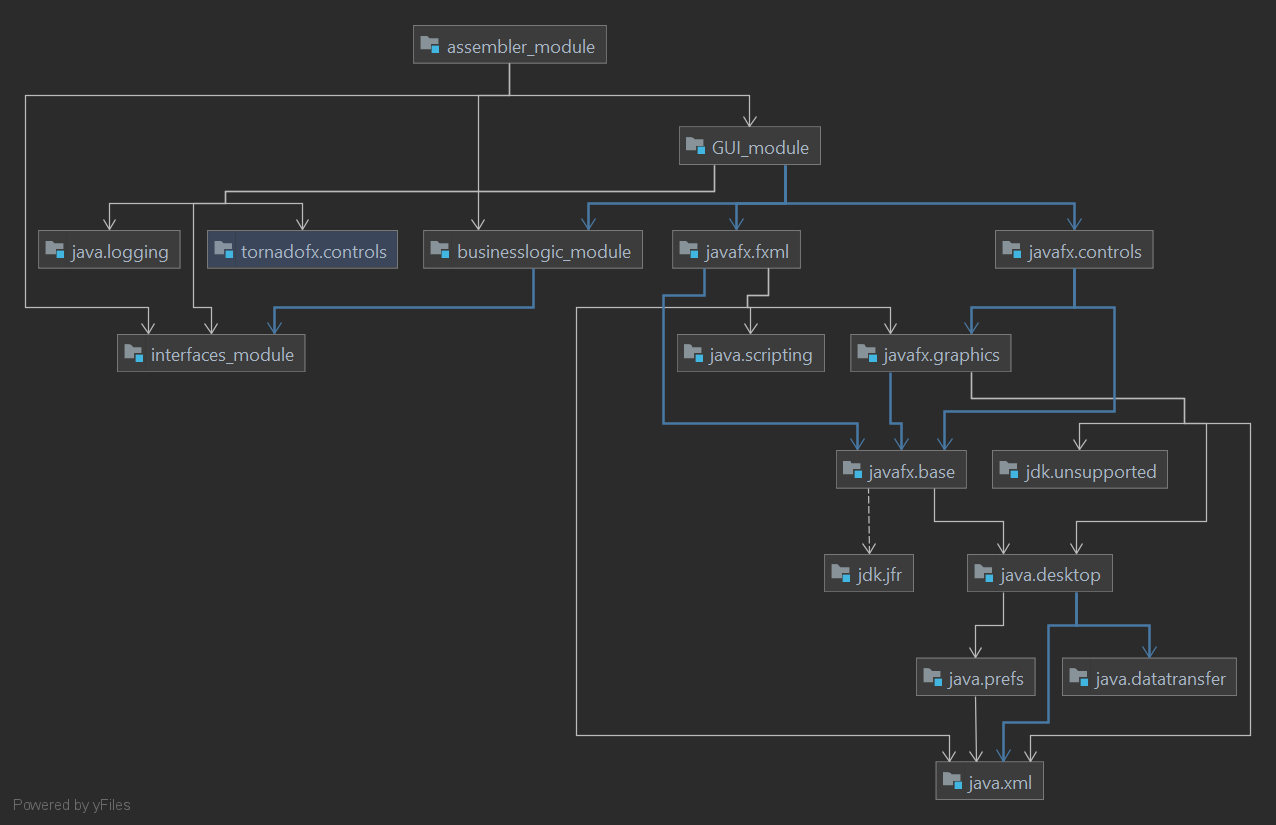 assembler_module
GUI_module
java.logging
tornadofx.controls
businesslogic_module
javafx.fxml
javafx.controls
interfaces_module
java.scripting
javafx.graphics
javafx.base
jdk.unsupported
jdk.jfr
java.desktop
java.prefs
java.datatransfer
java.xml
Powered by yFiles